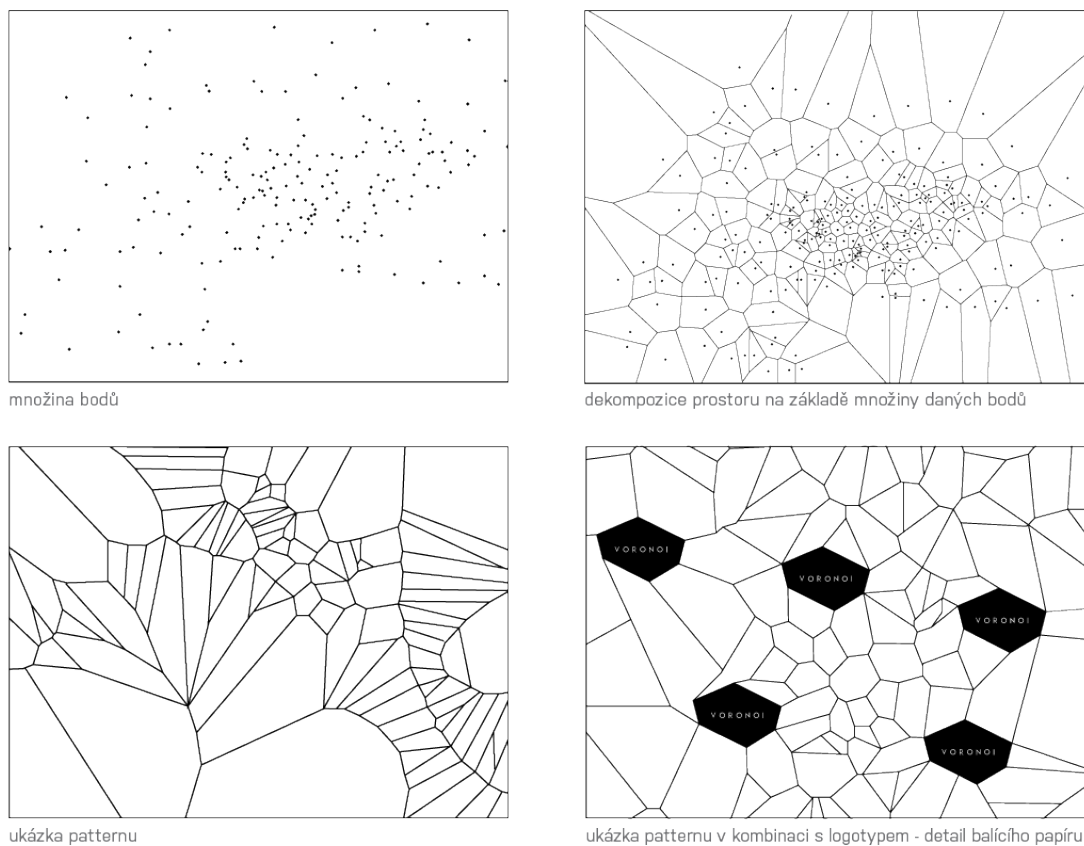 množina bodů
dekompozice prostoru na základě množiny daných bodů
VORONOI
VORONOI
VORONOI
VORONOI
VORONOI
ukázka patternu
ukázka patternu v kombinaci s logotypem - detail balícího papíru